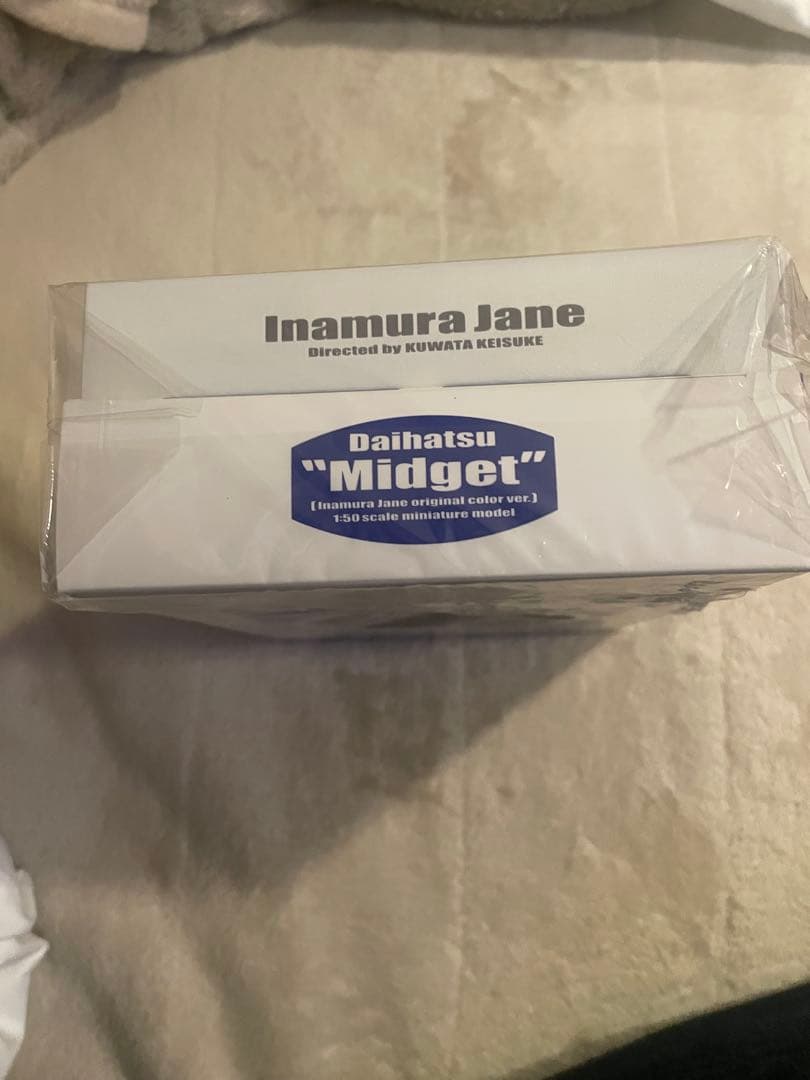 Inamura Jane
Directed by KUWATA KEISUKE
Daihatsu
"Midget"
(Inamura Jane original color ver.)
1:50 scale miniature model